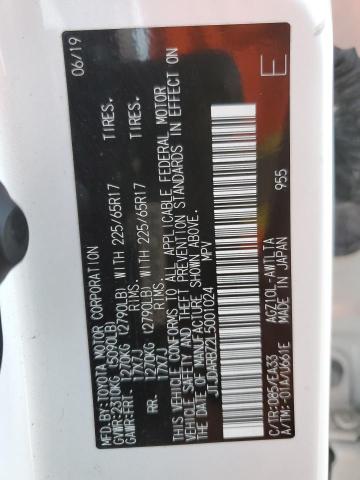 MFD.BY:TOYOTA MOTOR CORPORATION 06/19
GVWR:2310KG (5090LB)
GAWR:FRT. 1270KG (2790LB) WITH 225/65R17 TIRES.
17X7J RIMS.
RR. 1270KG (2790LB) WITH 225/65R17 TIRES.
17X7J RIMS.
THIS VEHICLE CONFORMS TO ALL APPLICABLE FEDERAL MOTOR
VEHICLE SAFETY AND THEFT PREVENTION STANDARDS IN EFFECT ON
THE DATE OF MANUFACTURE SHOWN ABOVE.
JTJDARBZ2L5001024 MPV
E
C/TR:085/EA33 AGZ10L-AWTLTA 955
A/TM:-01A/U661E MADE IN JAPAN